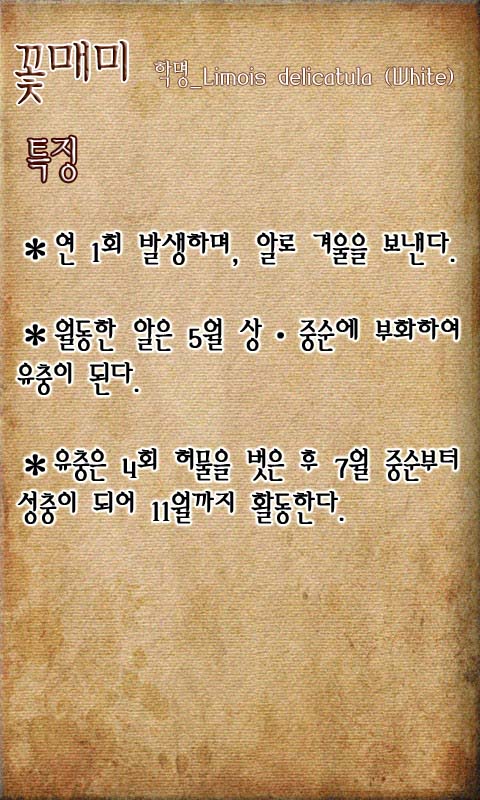 꽃매미 학명_Limois delicatula (White)
특징
* 연 1회 발생하며, 알로 겨울을 보낸다.
* 월동한 알은 5월 상·중순에 부화하여
유충이 된다.
* 유충은 4회 허물을 벗은 후 7월 중순부터
성충이 되어 11월까지 활동한다.